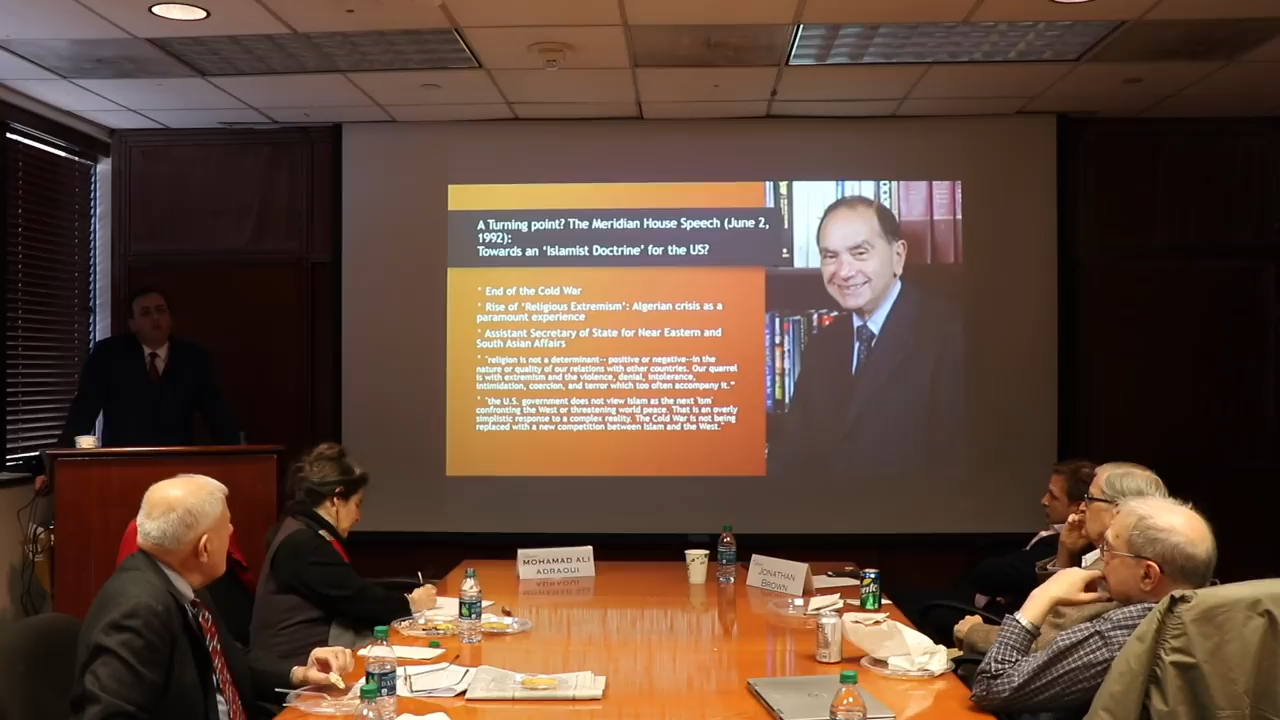 A Turning point? The Meridian House Speech (June 2,
1992):
Towards an 'Islamist Doctrine' for the US?
* End of the Cold War
* Rise of 'Religious Extremism': Algerian crisis as a
paramount experience
* Assistant Secretary of State for Near Eastern and
South Asian Affairs
* "religion is not a determinant-- positive or negative--in the
nature or quality of our relations with other countries. Our quarrel
is with extremism and the violence, denial, intolerance,
intimidation, coercion, and terror which too often accompany it."
* "the U.S. government does not view Islam as the next 'ism'
confronting the West or threatening world peace. That is an overly
simplistic response to a complex reality. The Cold War is not being
replaced with a new competition between Islam and the West."
MOHAMAD ALI
ADRAOUI
JONATHAN
BROWN